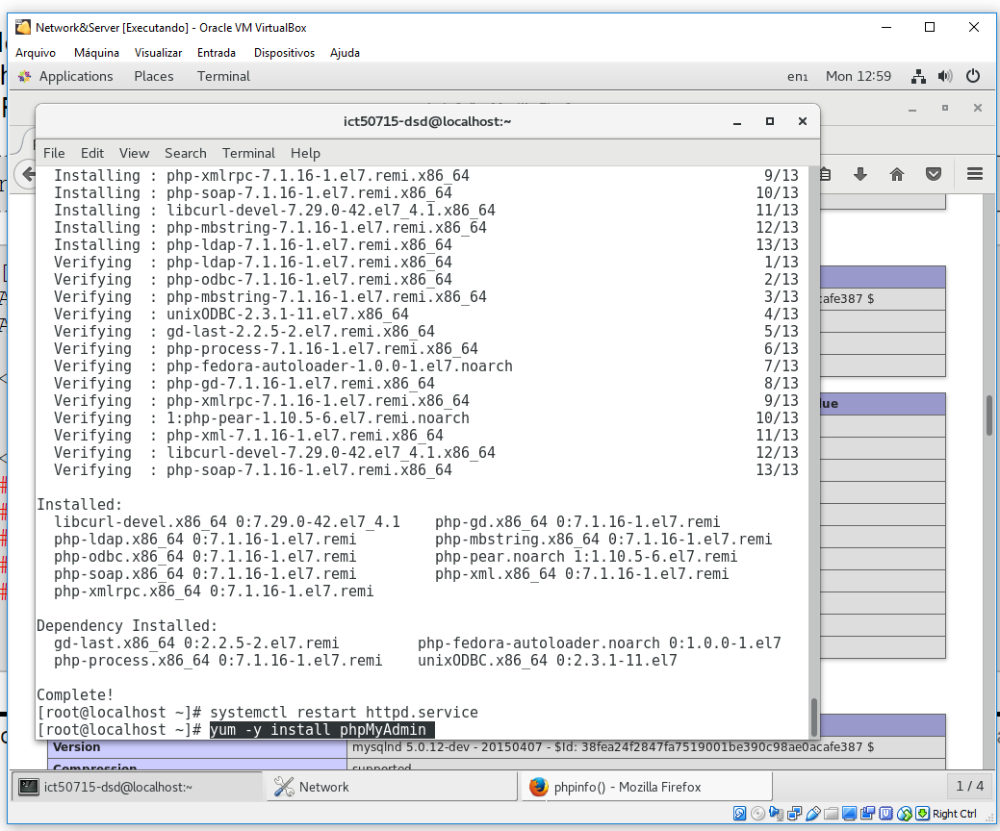 Network&Server [Executando] - Oracle VM VirtualBox
Arquivo Máquina Visualizar Entrada Dispositivos Ajuda
Applications Places Terminal en₁ Mon 12:59
ict50715-dsd@localhost:~
File Edit View Search Terminal Help
Installing : php-xmlrpc-7.1.16-1.el7.remi.x86_64 9/13
Installing : php-soap-7.1.16-1.el7.remi.x86_64 10/13
Installing : libcurl-devel-7.29.0-42.el7_4.1.x86_64 11/13
Installing : php-mbstring-7.1.16-1.el7.remi.x86_64 12/13
Installing : php-ldap-7.1.16-1.el7.remi.x86_64 13/13
Verifying : php-ldap-7.1.16-1.el7.remi.x86_64 1/13
Verifying : php-odbc-7.1.16-1.el7.remi.x86_64 2/13
Verifying : php-mbstring-7.1.16-1.el7.remi.x86_64 3/13
Verifying : unixODBC-2.3.1-11.el7.x86_64 4/13
Verifying : gd-last-2.2.5-2.el7.remi.x86_64 5/13
Verifying : php-process-7.1.16-1.el7.remi.x86_64 6/13
Verifying : php-fedora-autoloader-1.0.0-1.el7.noarch 7/13
Verifying : php-gd-7.1.16-1.el7.remi.x86_64 8/13
Verifying : php-xmlrpc-7.1.16-1.el7.remi.x86_64 9/13
Verifying : 1:php-pear-1.10.5-6.el7.remi.noarch 10/13
Verifying : php-xml-7.1.16-1.el7.remi.x86_64 11/13
Verifying : libcurl-devel-7.29.0-42.el7_4.1.x86_64 12/13
Verifying : php-soap-7.1.16-1.el7.remi.x86_64 13/13
Installed:
libcurl-devel.x86_64 0:7.29.0-42.el7_4.1 php-gd.x86_64 0:7.1.16-1.el7.remi
php-ldap.x86_64 0:7.1.16-1.el7.remi php-mbstring.x86_64 0:7.1.16-1.el7.remi
php-odbc.x86_64 0:7.1.16-1.el7.remi php-pear.noarch 1:1.10.5-6.el7.remi
php-soap.x86_64 0:7.1.16-1.el7.remi php-xml.x86_64 0:7.1.16-1.el7.remi
php-xmlrpc.x86_64 0:7.1.16-1.el7.remi
Dependency Installed:
gd-last.x86_64 0:2.2.5-2.el7.remi php-fedora-autoloader.noarch 0:1.0.0-1.el7
php-process.x86_64 0:7.1.16-1.el7.remi unixODBC.x86_64 0:2.3.1-11.el7
Complete!
[root@localhost ~]# systemctl restart httpd.service
[root@localhost ~]# yum -y install phpMyAdmin
cafe387 $
lue
Version mysqlnd 5.0.12-dev - 20150407 - $Id: 38fea24f2847fa7519001be390c98ae0acafe387 $
Compression supported
ict50715-dsd@localhost:~ Network phpinfo() - Mozilla Firefox 1 / 4
Right Ctrl